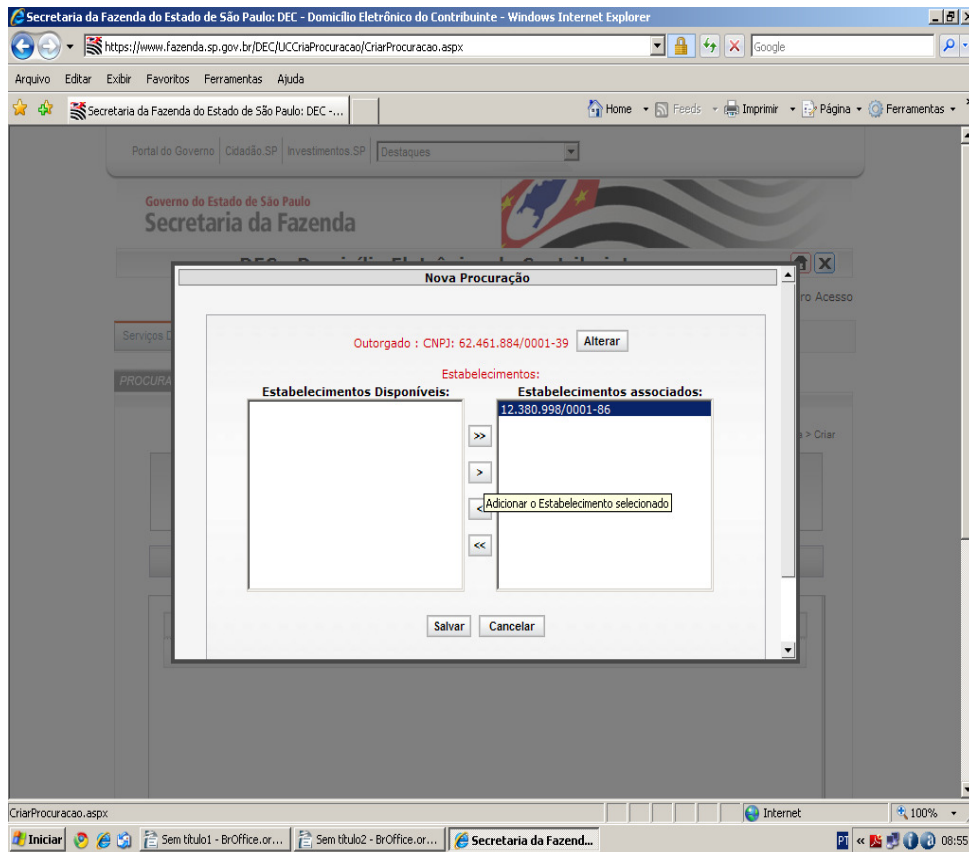 Secretaria da Fazenda do Estado de São Paulo: DEC - Domicílio Eletrônico do Contribuinte - Windows Internet Explorer
https://www.fazenda.sp.gov.br/DEC/UCCriaProcuracao/CriarProcuracao.aspx
Google
Arquivo Editar Exibir Favoritos Ferramentas Ajuda
Secretaria da Fazenda do Estado de São Paulo: DEC -...
Home Feeds Imprimir Página Ferramentas
Portal do Governo Cidadão.SP Investimentos.SP Destaques
Governo do Estado de São Paulo
Secretaria da Fazenda
Nova Procuração
ro Acesso
Serviços D
Outorgado : CNPJ: 62.461.884/0001-39 Alterar
PROCURA
Estabelecimentos:
Estabelecimentos Disponíveis: Estabelecimentos associados:
12.380.998/0001-86
> Criar
>>
>
Adicionar o Estabelecimento selecionado
<
<<
Salvar Cancelar
CriarProcuracao.aspx
Internet
100%
Iniciar
Sem título1 - BrOffice.or...
Sem título2 - BrOffice.or...
Secretaria da Fazend...
PT
«
08:55